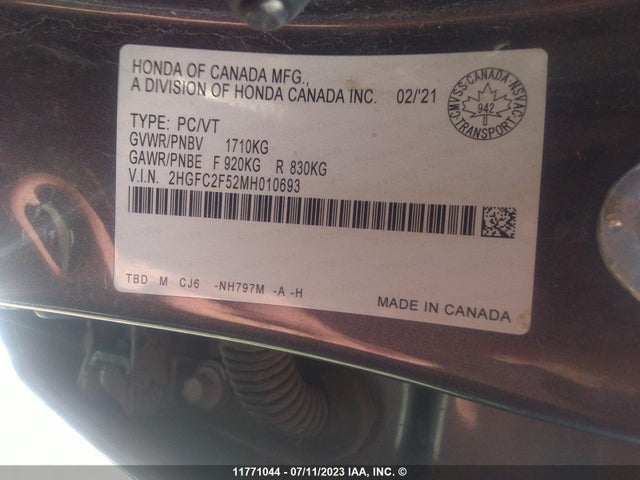 HONDA OF CANADA MFG.,
A DIVISION OF HONDA CANADA INC. 02/'21
CMVSS-CANADA-NSVAC
942
TRANSPORT
TYPE: PC/VT
GVWR/PNBV 1710KG
GAWR/PNBE F 920KG R 830KG
V.I.N. 2HGFC2F52MH010693
TBD M CJ6 -NH797M -A -H
MADE IN CANADA
11771044 - 07/11/2023 IAA, INC. ©